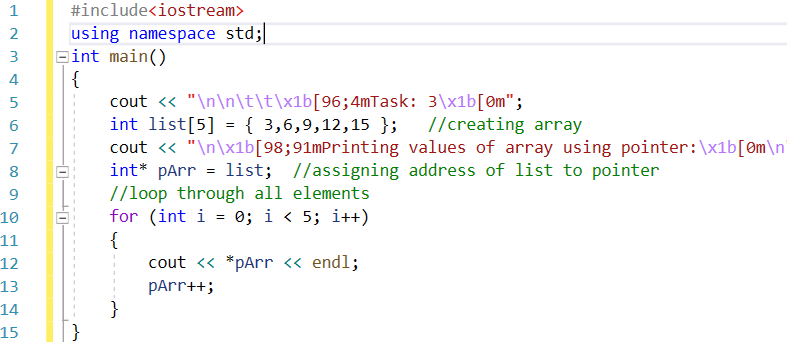 1 #include<iostream>
2 using namespace std;
3 int main()
4 {
5 cout << "\n\n\t\t\x1b[96;4mTask: 3\x1b[0m";
6 int list[5] = { 3,6,9,12,15 }; //creating array
7 cout << "\n\x1b[98;91mPrinting values of array using pointer:\x1b[0m\n
8 int* pArr = list; //assigning address of list to pointer
9 //loop through all elements
10 for (int i = 0; i < 5; i++)
11 {
12 cout << *pArr << endl;
13 pArr++;
14 }
15 }